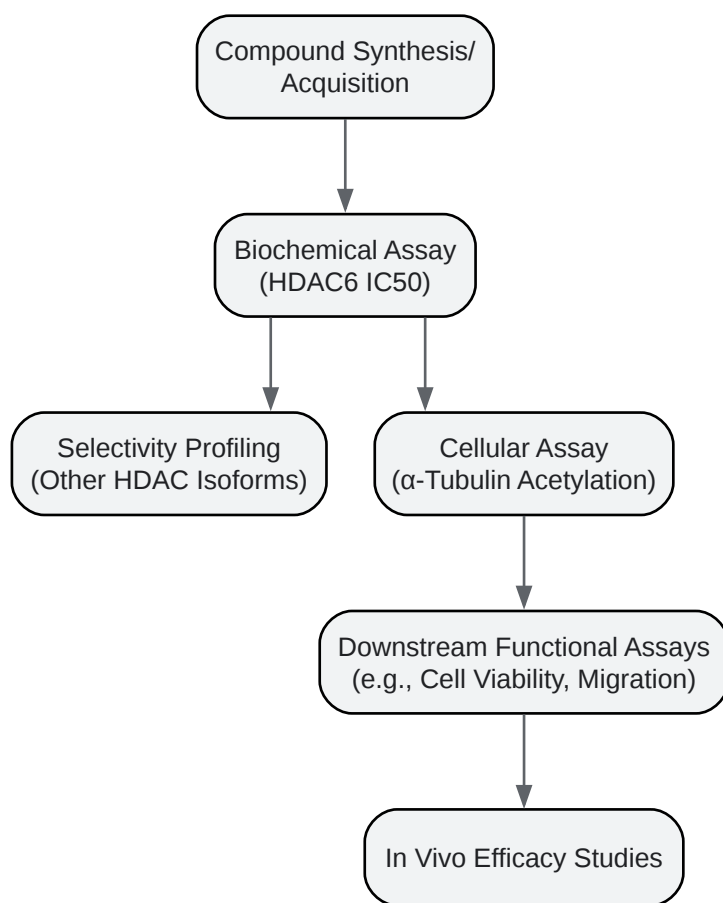 Compound Synthesis/
Acquisition
Biochemical Assay
(HDAC6 IC50)
Selectivity Profiling
(Other HDAC Isoforms)
Cellular Assay
(α-Tubulin Acetylation)
Downstream Functional Assays
(e.g., Cell Viability, Migration)
In Vivo Efficacy Studies